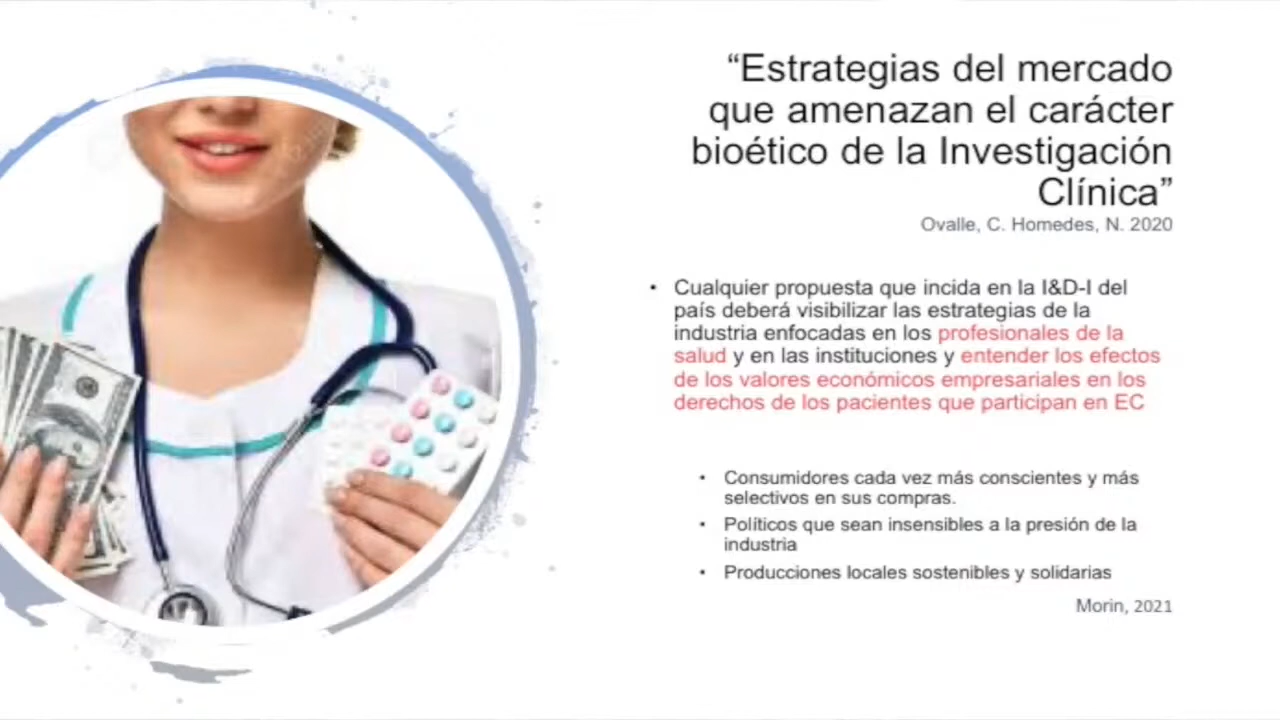 “Estrategias del mercado
que amenazan el carácter
bioético de la Investigación
Clínica”
Ovalle, C. Homedes, N. 2020
• Cualquier propuesta que incida en la I&D-I del
país deberá visibilizar las estrategias de la
industria enfocadas en los profesionales de la
salud y en las instituciones y entender los efectos
de los valores económicos empresariales en los
derechos de los pacientes que participan en EC
• Consumidores cada vez más conscientes y más
selectivos en sus compras.
• Políticos que sean insensibles a la presión de la
industria
• Producciones locales sostenibles y solidarias
Morin, 2021